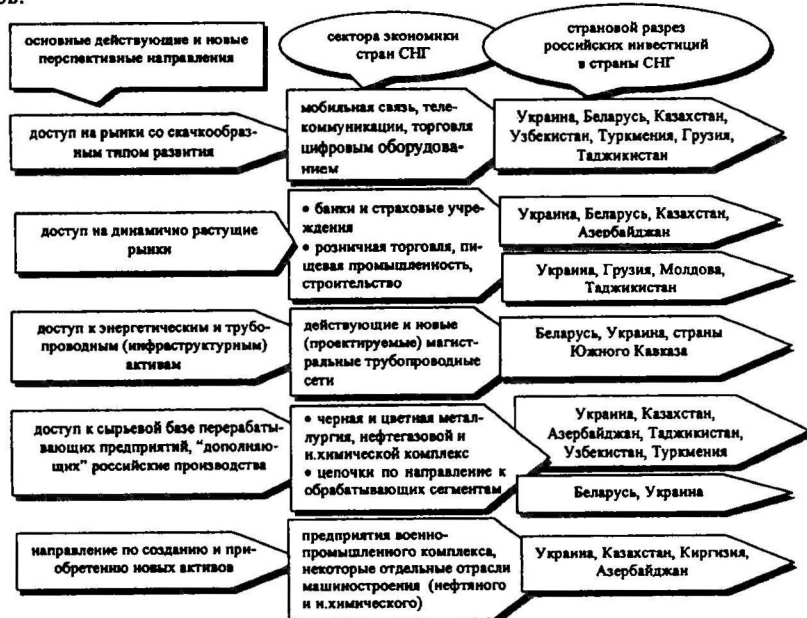 ов.
основные действующие и новые
перспективные направления
сектора экономики
стран СНГ
страновой разрез
российских инвестиций
в страны СНГ
доступ на рынки со скачкообраз-
ным типом развития
мобильная связь, теле-
коммуникации, торговля
цифровым оборудова-
нием
Украина, Беларусь, Казахстан,
Узбекистан, Туркмения, Грузия,
Таджикистан
доступ на динамично растущие
рынки
• банки и страховые учре-
ждения
• розничная торговля, пи-
щевая промышленность,
строительство
Украина, Беларусь, Казахстан,
Азербайджан
Украина, Грузия, Молдова,
Таджикистан
доступ к энергетическим и трубо-
проводным (инфраструктурным)
активам
действующие и новые
(проектируемые) магист-
ральные трубопроводные
сети
Беларусь, Украина, страны
Южного Кавказа
доступ к сырьевой базе перерабаты-
вающих предприятий, "дополняю-
щих" российские производства
• черная и цветная метал-
лургия, нефтегазовой и
н.химической комплекс
• цепочки по направление к
обрабатывающих сегментам
Украина, Казахстан,
Азербайджан, Таджикистан,
Узбекистан, Туркмения
Беларусь, Украина
направление по созданию и при-
обретению новых активов
предприятия военно-
промышленного комплекса,
некоторые отдельные отрасли
машиностроения (нефтяного
и н.химического)
Украина, Казахстан, Киргизия,
Азербайджан